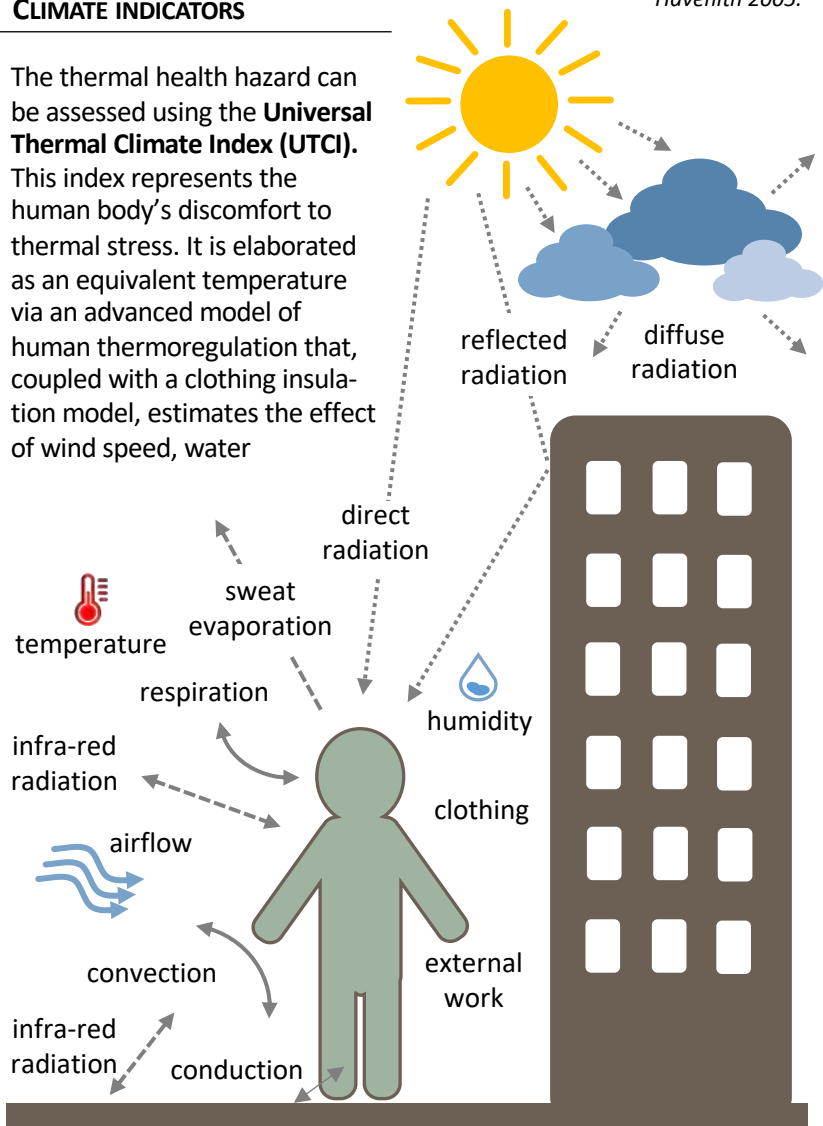 CLIMATE INDICATORS
Havenith 2005.
The thermal health hazard can
be assessed using the Universal
Thermal Climate Index (UTCI).
This index represents the
human body's discomfort to
thermal stress. It is elaborated
as an equivalent temperature
via an advanced model of
human thermoregulation that,
coupled with a clothing insula-
tion model, estimates the effect
of wind speed, water
reflected
radiation
diffuse
radiation
direct
radiation
sweat
evaporation
temperature
respiration
humidity
infra-red
radiation
clothing
airflow
convection
external
work
infra-red
radiation
conduction